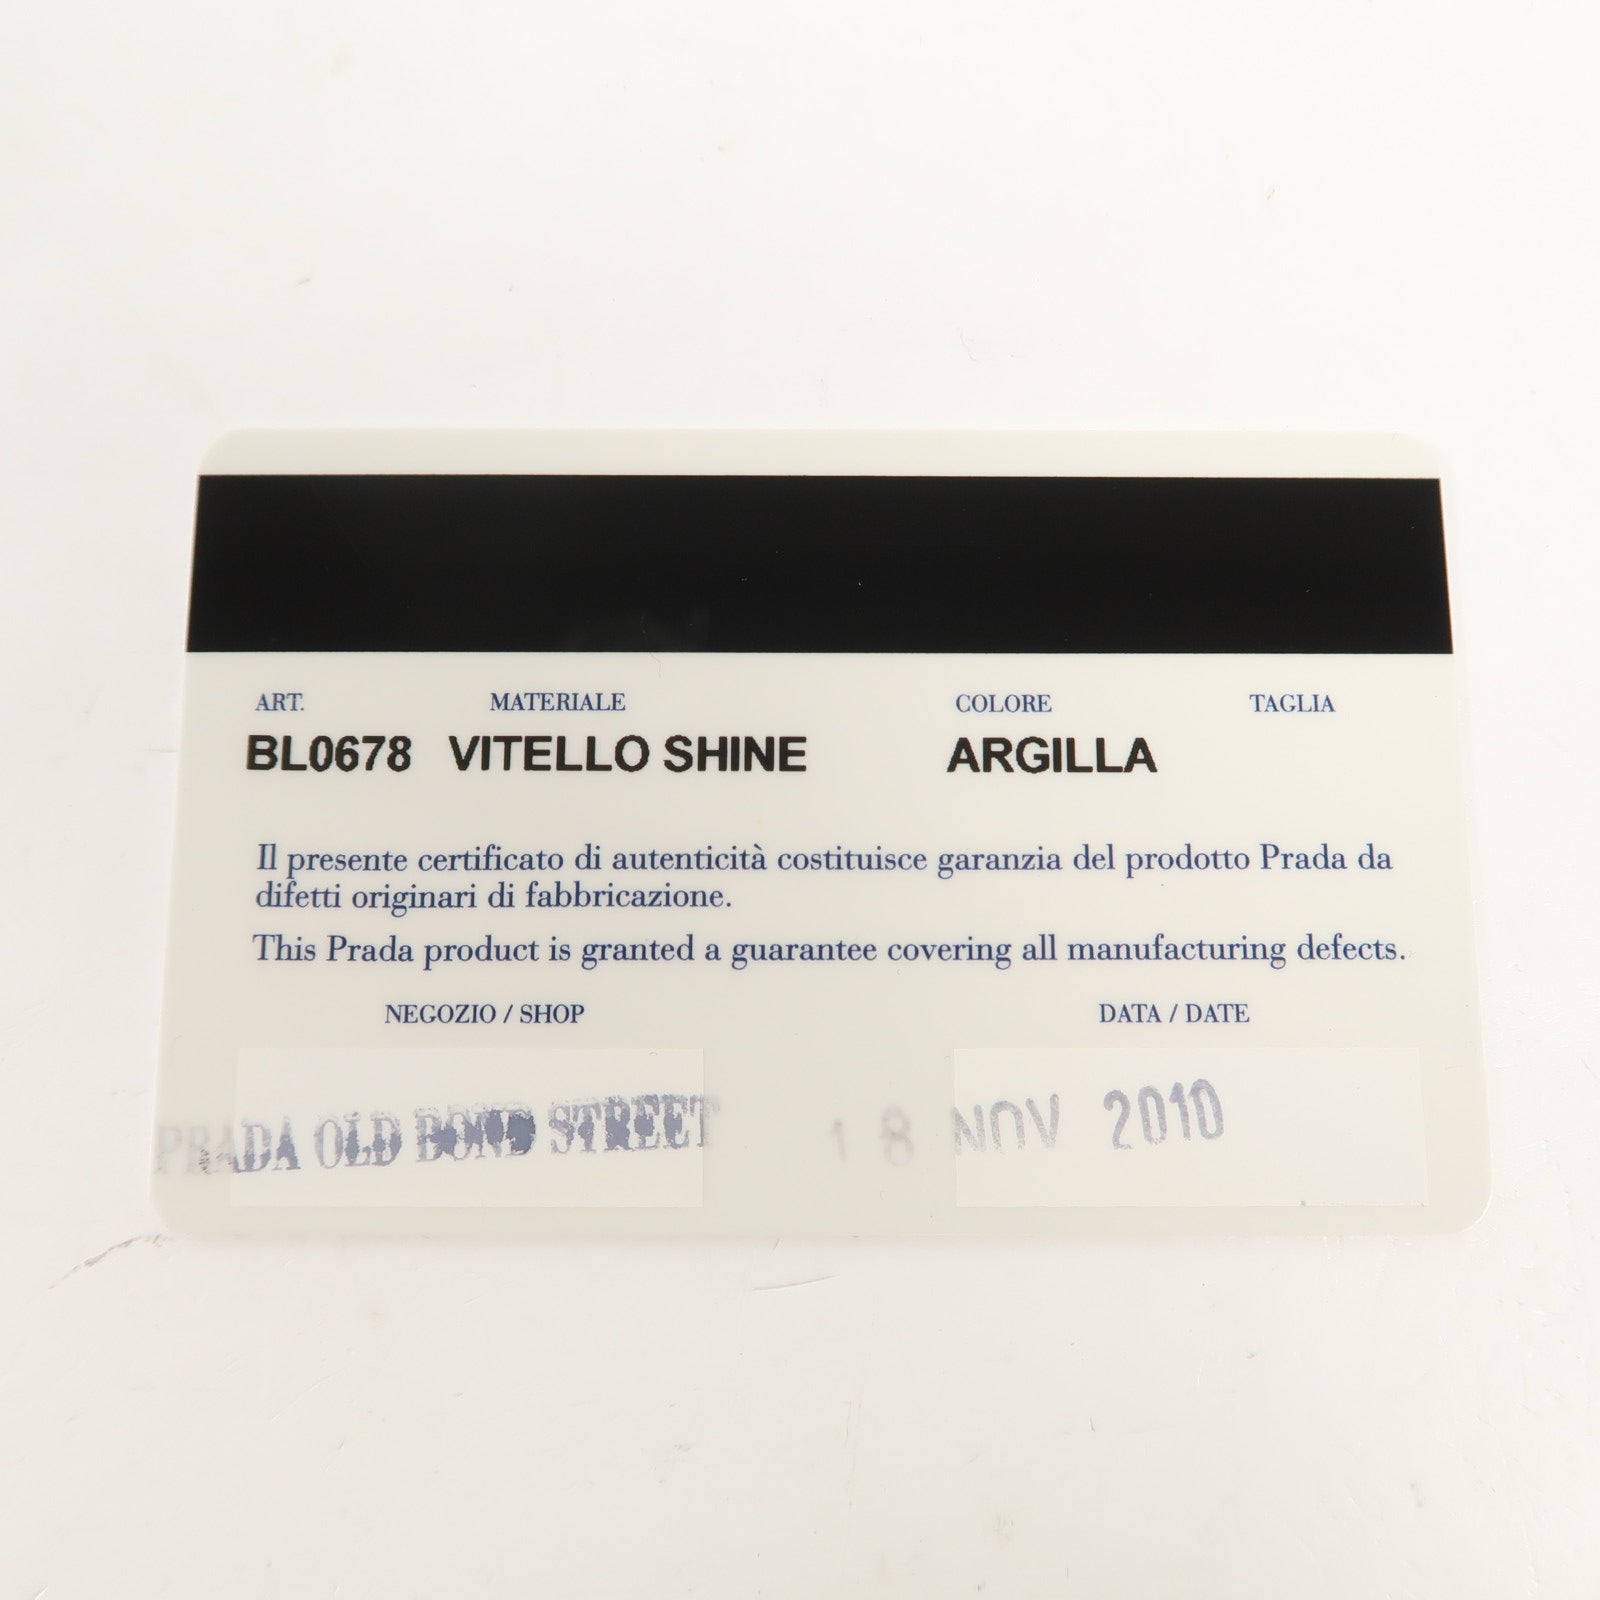 ART. MATERIALE COLORE TAGLIA
BL0678 VITELLO SHINE ARGILLA
Il presente certificato di autenticità costituisce garanzia del prodotto Prada da
difetti originari di fabbricazione.
This Prada product is granted a guarantee covering all manufacturing defects.
NEGOZIO / SHOP DATA / DATE
PRADA OLD BOND STREET 18 NOV 2010